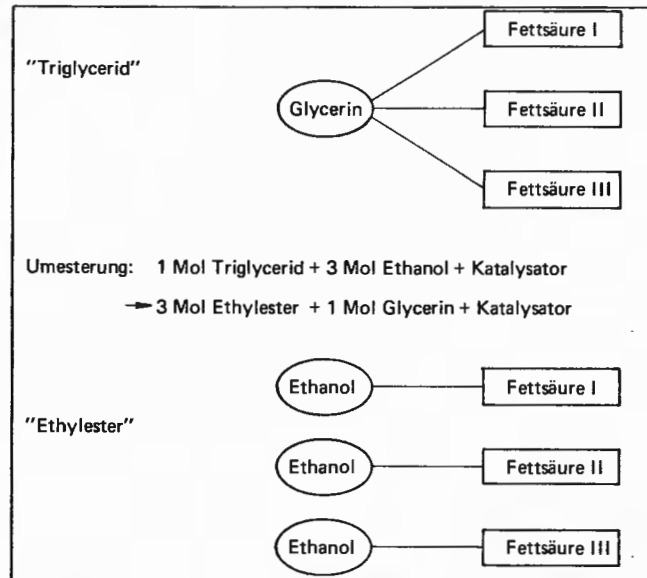 Fettsäure I
"Triglycerid"
Glycerin
Fettsäure II
Fettsäure III
Umesterung: 1 Mol Triglycerid + 3 Mol Ethanol + Katalysator
→ 3 Mol Ethylester + 1 Mol Glycerin + Katalysator
Ethanol Fettsäure I
"Ethylester"
Ethanol Fettsäure II
Ethanol Fettsäure III